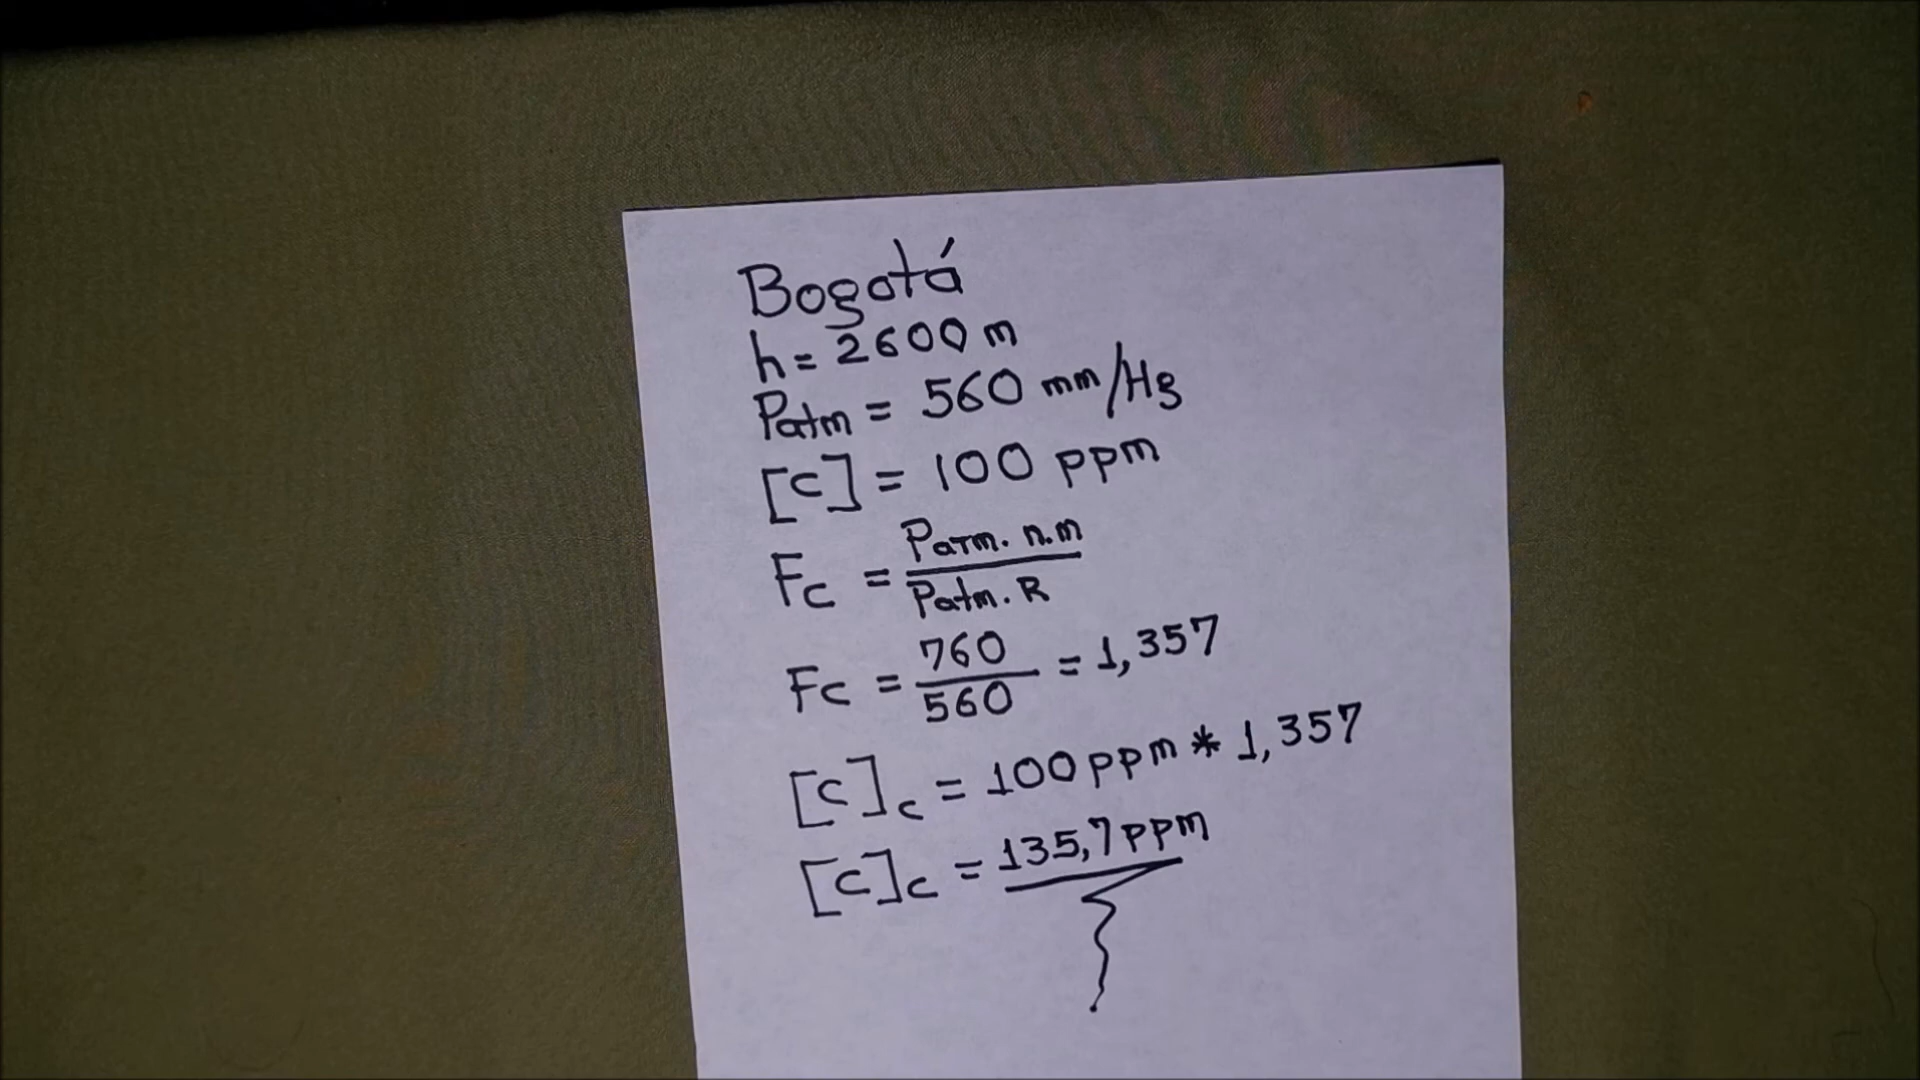 Bogotá
h = 2600 m
Patm = 560 mm/Hg
[c] = 100 ppm
Fc = Patm. n.m / Patm. R
Fc = 760 / 560 = 1,357
[c]c = 100 ppm * 1,357
[c]c = 135,7 ppm